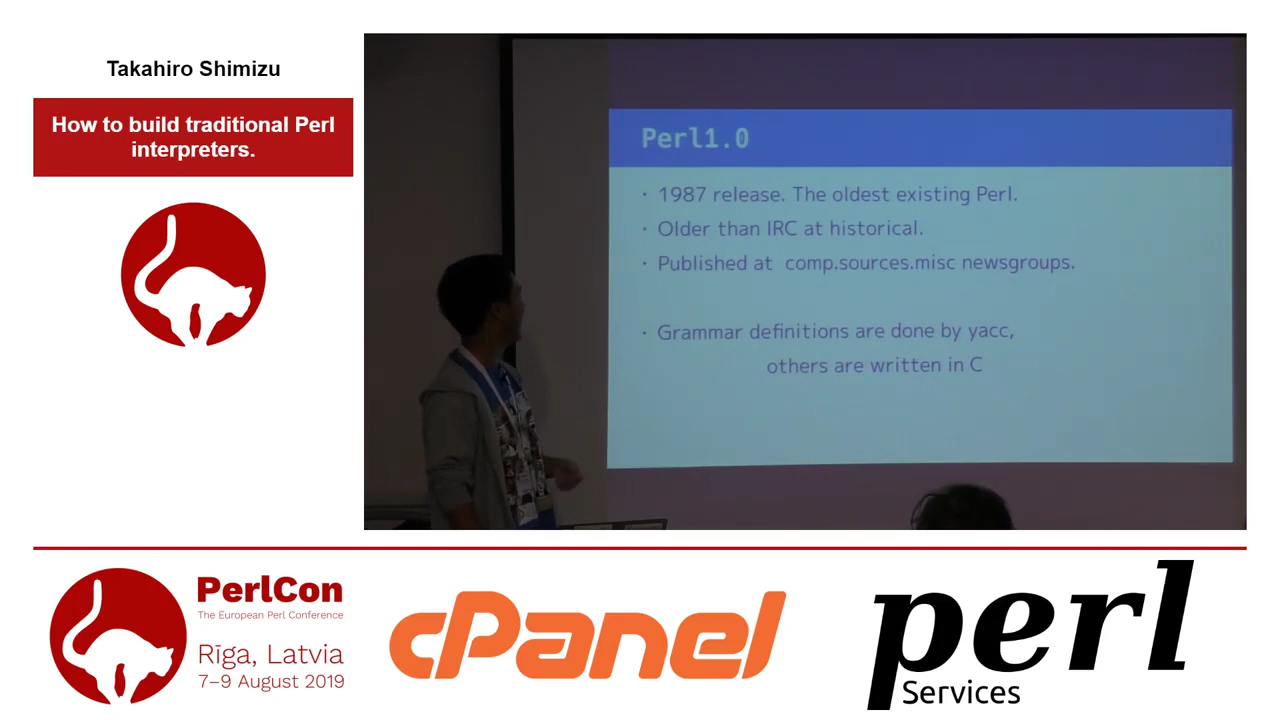 Takahiro Shimizu
How to build traditional Perl
interpreters.
Perl1.0
· 1987 release. The oldest existing Perl.
· Older than IRC at historical.
· Published at comp.sources.misc newsgroups.
· Grammar definitions are done by yacc,
others are written in C
PerlCon
The European Perl Conference
Rīga, Latvia
7–9 August 2019
cPanel
perl
Services